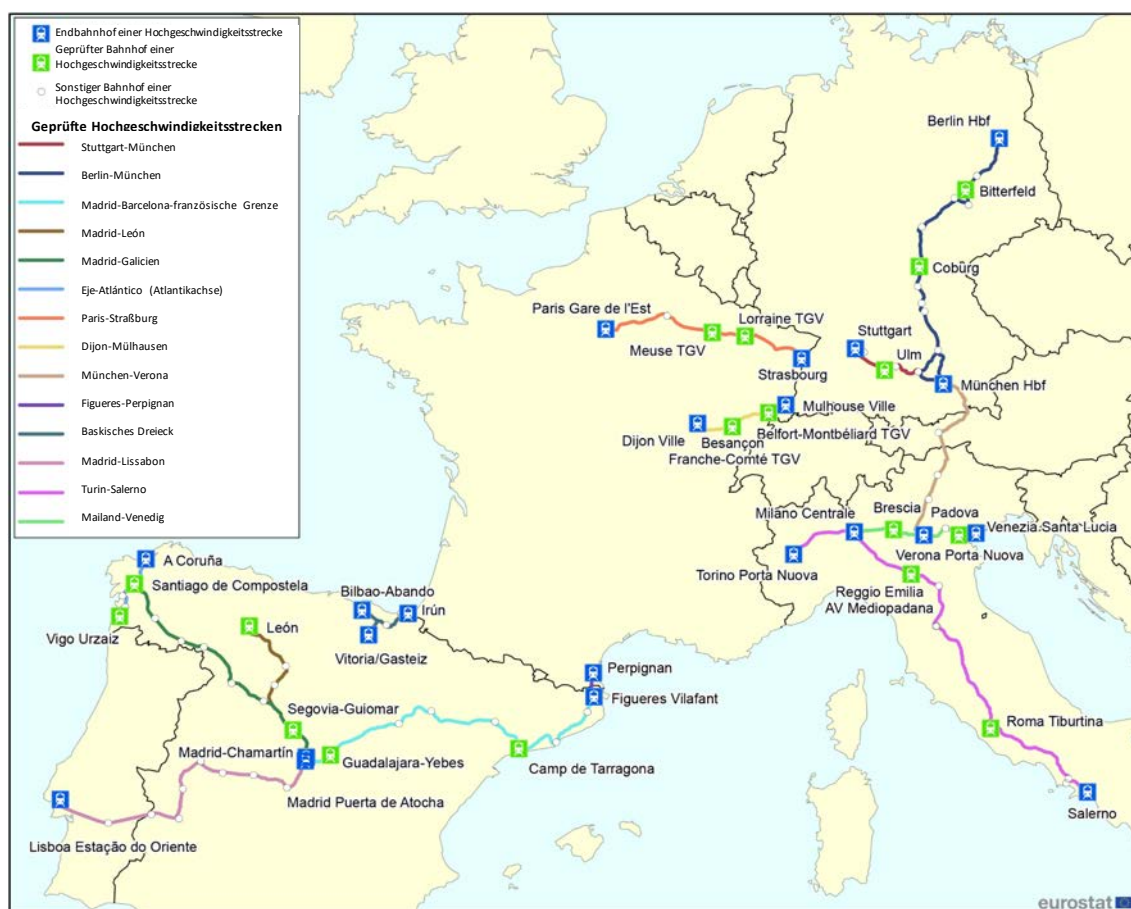 Endbahnhof einer Hochgeschwindigkeitsstrecke
Geprüfter Bahnhof einer
Hochgeschwindigkeitsstrecke
Sonstiger Bahnhof einer
Hochgeschwindigkeitsstrecke
Geprüfte Hochgeschwindigkeitsstrecken
Stuttgart-München
Berlin-München
Madrid-Barcelona-französische Grenze
Madrid-León
Madrid-Galicien
Eje-Atlántico (Atlantikachse)
Paris-Straßburg
Dijon-Mülhausen
München-Verona
Figueres-Perpignan
Baskisches Dreieck
Madrid-Lissabon
Turin-Salerno
Mailand-Venedig
Berlin Hbf
Bitterfeld
Coburg
Paris Gare de l'Est
Lorraine TGV
Meuse TGV
Strasbourg
Stuttgart
Ulm
München Hbf
Mulhouse Ville
Dijon Ville
Besançon
Franche-Comté TGV
Belfort-Montbéliard TGV
Milano Centrale
Brescia
Padova
Venezia Santa Lucia
Verona Porta Nuova
Torino Porta Nuova
Reggio Emilia
AV Mediopadana
A Coruña
Santiago de Compostela
Bilbao-Abando
Irún
León
Vigo Urzaiz
Vitoria/Gasteiz
Perpignan
Figueres Vilafant
Segovia-Guiomar
Roma Tiburtina
Madrid-Chamartín
Guadalajara-Yebes
Camp de Tarragona
Madrid Puerta de Atocha
Salerno
Lisboa Estação do Oriente
eurostat